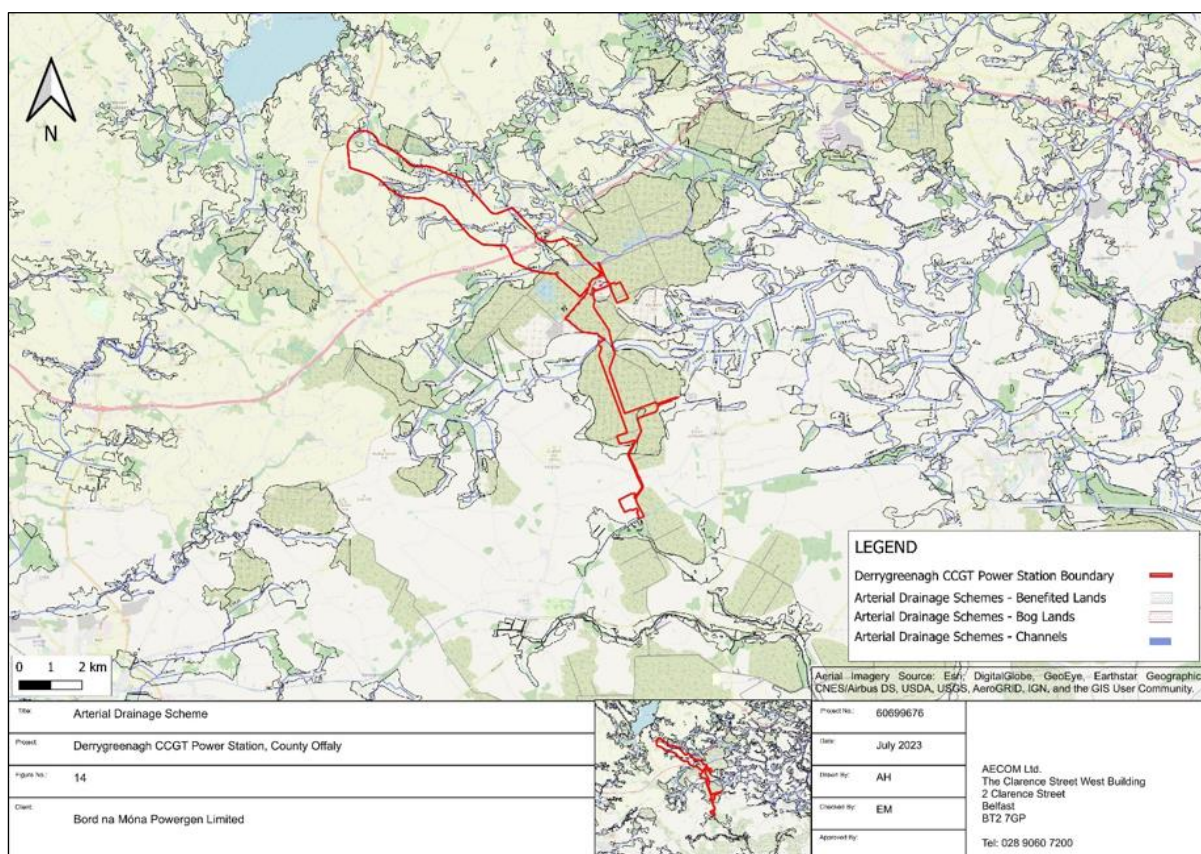 N
LEGEND
Derrygreenagh CCGT Power Station Boundary
Arterial Drainage Schemes - Benefited Lands
Arterial Drainage Schemes - Bog Lands
Arterial Drainage Schemes - Channels
0 1 2 km
Aerial Imagery Source: Esri, DigitalGlobe, GeoEye, Earthstar Geographic
CNES/Airbus DS, USDA, USGS, AeroGRID, IGN, and the GIS User Community.
Title: Arterial Drainage Scheme
Project: Derrygreenagh CCGT Power Station, County Offaly
Figure No.: 14
Client: Bord na Móna Powergen Limited
Project No.: 60699676
Date: July 2023
Drawn By: AH
Checked By: EM
Approved By:
AECOM Ltd.
The Clarence Street West Building
2 Clarence Street
Belfast
BT2 7GP
Tel: 028 9060 7200